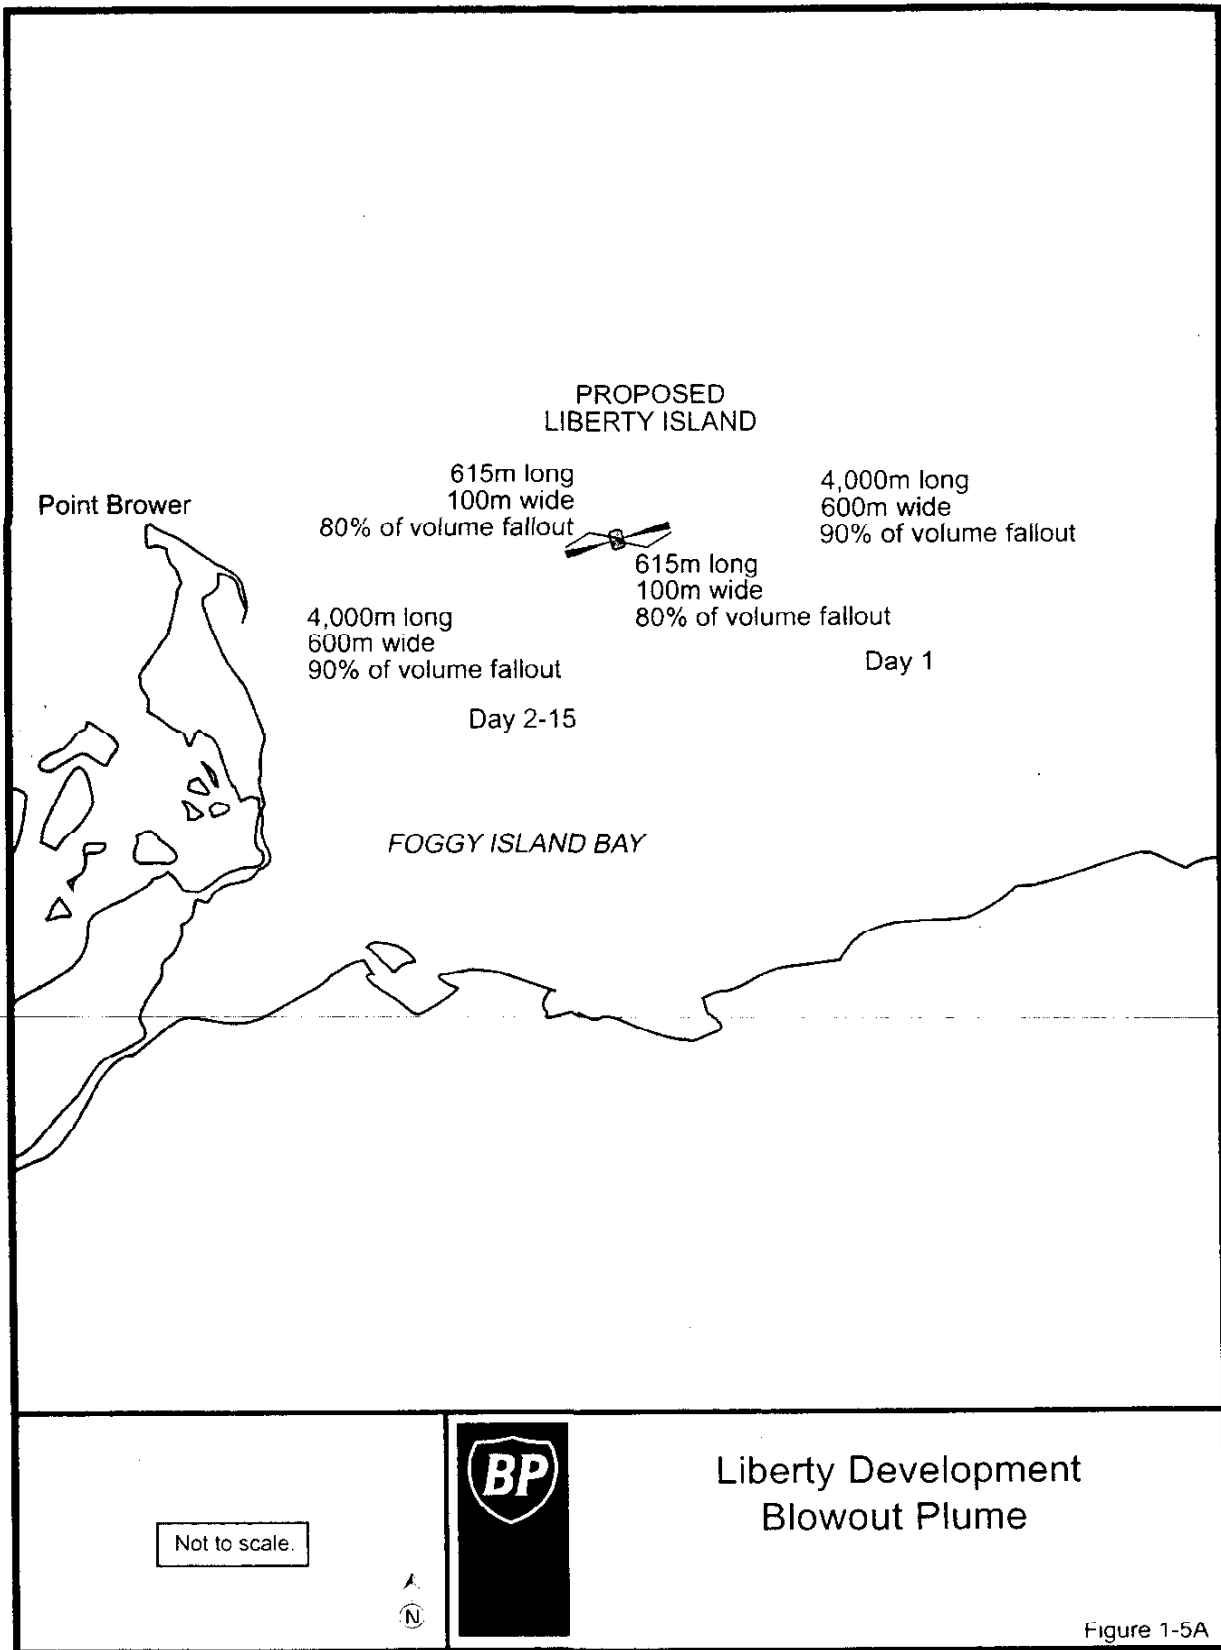 PROPOSED
LIBERTY ISLAND
615m long
100m wide
80% of volume fallout
4,000m long
600m wide
90% of volume fallout
Point Brower
615m long
100m wide
80% of volume fallout
4,000m long
600m wide
90% of volume fallout
Day 1
Day 2-15
FOGGY ISLAND BAY
Not to scale.
N
BP
Liberty Development
Blowout Plume
Figure 1-5A